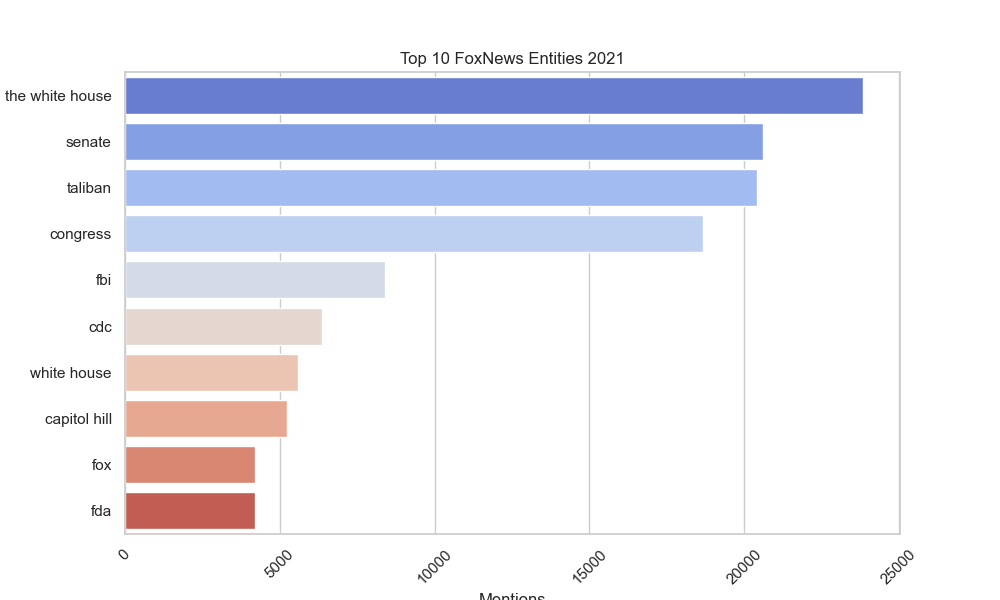 Top 10 FoxNews Entities 2021
the white house
senate
taliban
congress
fbi
cdc
white house
capitol hill
fox
fda
0
5000
10000
15000
20000
25000
Mentions